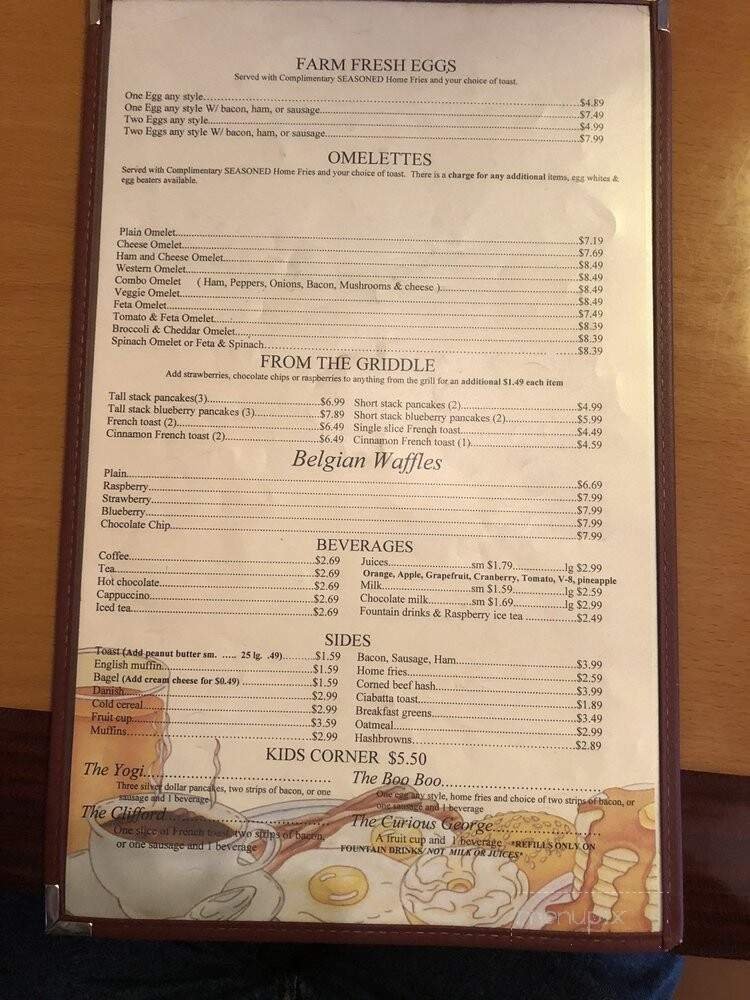 FARM FRESH EGGS
Served with Complimentary SEASONED Home Fries and your choice of toast.
One Egg any style..........$4.89
One Egg any style W/ bacon, ham, or sausage..........$7.49
Two Eggs any style..........$4.99
Two Eggs any style W/ bacon, ham, or sausage..........$7.99
OMELETTES
Served with Complimentary SEASONED Home Fries and your choice of toast. There is a charge for any additional items, egg whites &
egg beaters available.
Plain Omelet..........$7.19
Cheese Omelet..........$7.69
Ham and Cheese Omelet..........$8.49
Western Omelet..........$8.49
Combo Omelet ( Ham, Peppers, Onions, Bacon, Mushrooms & cheese )..........$8.49
Veggie Omelet..........$8.49
Feta Omelet..........$7.49
Tomato & Feta Omelet..........$8.39
Broccoli & Cheddar Omelet..........$8.39
Spinach Omelet or Feta & Spinach..........$8.39
FROM THE GRIDDLE
Add strawberries, chocolate chips or raspberries to anything from the grill for an additional $1.49 each item
Tall stack pancakes(3)..........$6.99 Short stack pancakes (2)..........$4.99
Tall stack blueberry pancakes (3)..........$7.89 Short stack blueberry pancakes (2)..........$5.99
French toast (2)..........$6.49 Single slice French toast..........$4.49
Cinnamon French toast (2)..........$6.49 Cinnamon French toast (1)..........$4.59
Belgian Waffles
Plain..........$6.69
Raspberry..........$7.99
Strawberry..........$7.99
Blueberry..........$7.99
Chocolate Chip..........$7.99
BEVERAGES
Coffee..........$2.69
Tea..........$2.69
Hot chocolate..........$2.69
Cappuccino..........$2.69
Iced tea..........$2.69
Juices..........sm $1.79..........lg $2.99
Orange, Apple, Grapefruit, Cranberry, Tomato, V-8, pineapple
Milk..........sm $1.59..........lg $2.59
Chocolate milk..........sm $1.69..........lg $2.99
Fountain drinks & Raspberry ice tea ..........$2.49
SIDES
Toast (Add peanut butter sm. ..... 25 lg. .49)..........$1.59
English muffin..........$1.59
Bagel (Add cream cheese for $0.49) ..........$1.59
Danish..........$2.99
Cold cereal..........$2.99
Fruit cup..........$3.59
Muffins..........$2.99
Bacon, Sausage, Ham..........$3.99
Home fries..........$2.59
Corned beef hash..........$3.99
Ciabatta toast..........$1.89
Breakfast greens..........$3.49
Oatmeal..........$2.99
Hashbrowns..........$2.89
KIDS CORNER $5.50
The Yogi..........
Three silver dollar pancakes, two strips of bacon, or one
sausage and 1 beverage
The Clifford..........
One slice of French toast, two strips of bacon,
or one sausage and 1 beverage
The Boo Boo..........
One egg any style, home fries and choice of two strips of bacon, or
one sausage and 1 beverage
The Curious George..........
A fruit cup and 1 beverage *REFILLS ONLY ON
FOUNTAIN DRINKS/ NOT MILK OR JUICES*
menupix